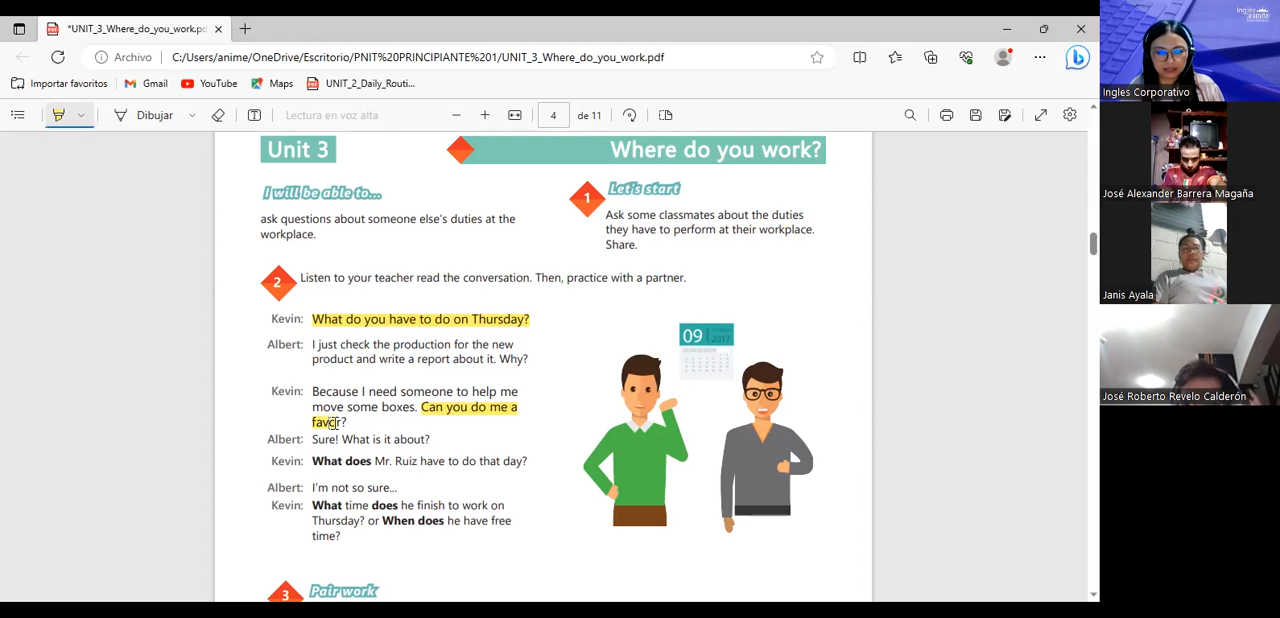 *UNIT_3_Where_do_you_work.pd
Archivo
C:/Users/anime/OneDrive/Escritorio/PNIT%20PRINCIPIANTE%201/UNIT_3_Where_do_you_work.pdf
Importar favoritos
Gmail
YouTube
Maps
UNIT_2_Daily_Routi...
Dibujar
Lectura en voz alta
4
de 11
Unit 3
Where do you work?
I will be able to...
ask questions about someone else's duties at the
workplace.
1
Let's start
Ask some classmates about the duties
they have to perform at their workplace.
Share.
2
Listen to your teacher read the conversation. Then, practice with a partner.
Kevin: What do you have to do on Thursday?
Albert: I just check the production for the new
product and write a report about it. Why?
Kevin: Because I need someone to help me
move some boxes. Can you do me a
favor?
Albert: Sure! What is it about?
Kevin: What does Mr. Ruiz have to do that day?
Albert: I'm not so sure...
Kevin: What time does he finish to work on
Thursday? or When does he have free
time?
09
2017
3
Pair work
Ingles
Ingles Corporativo
José Alexander Barrera Magaña
Janis Ayala
José Roberto Revelo Calderón